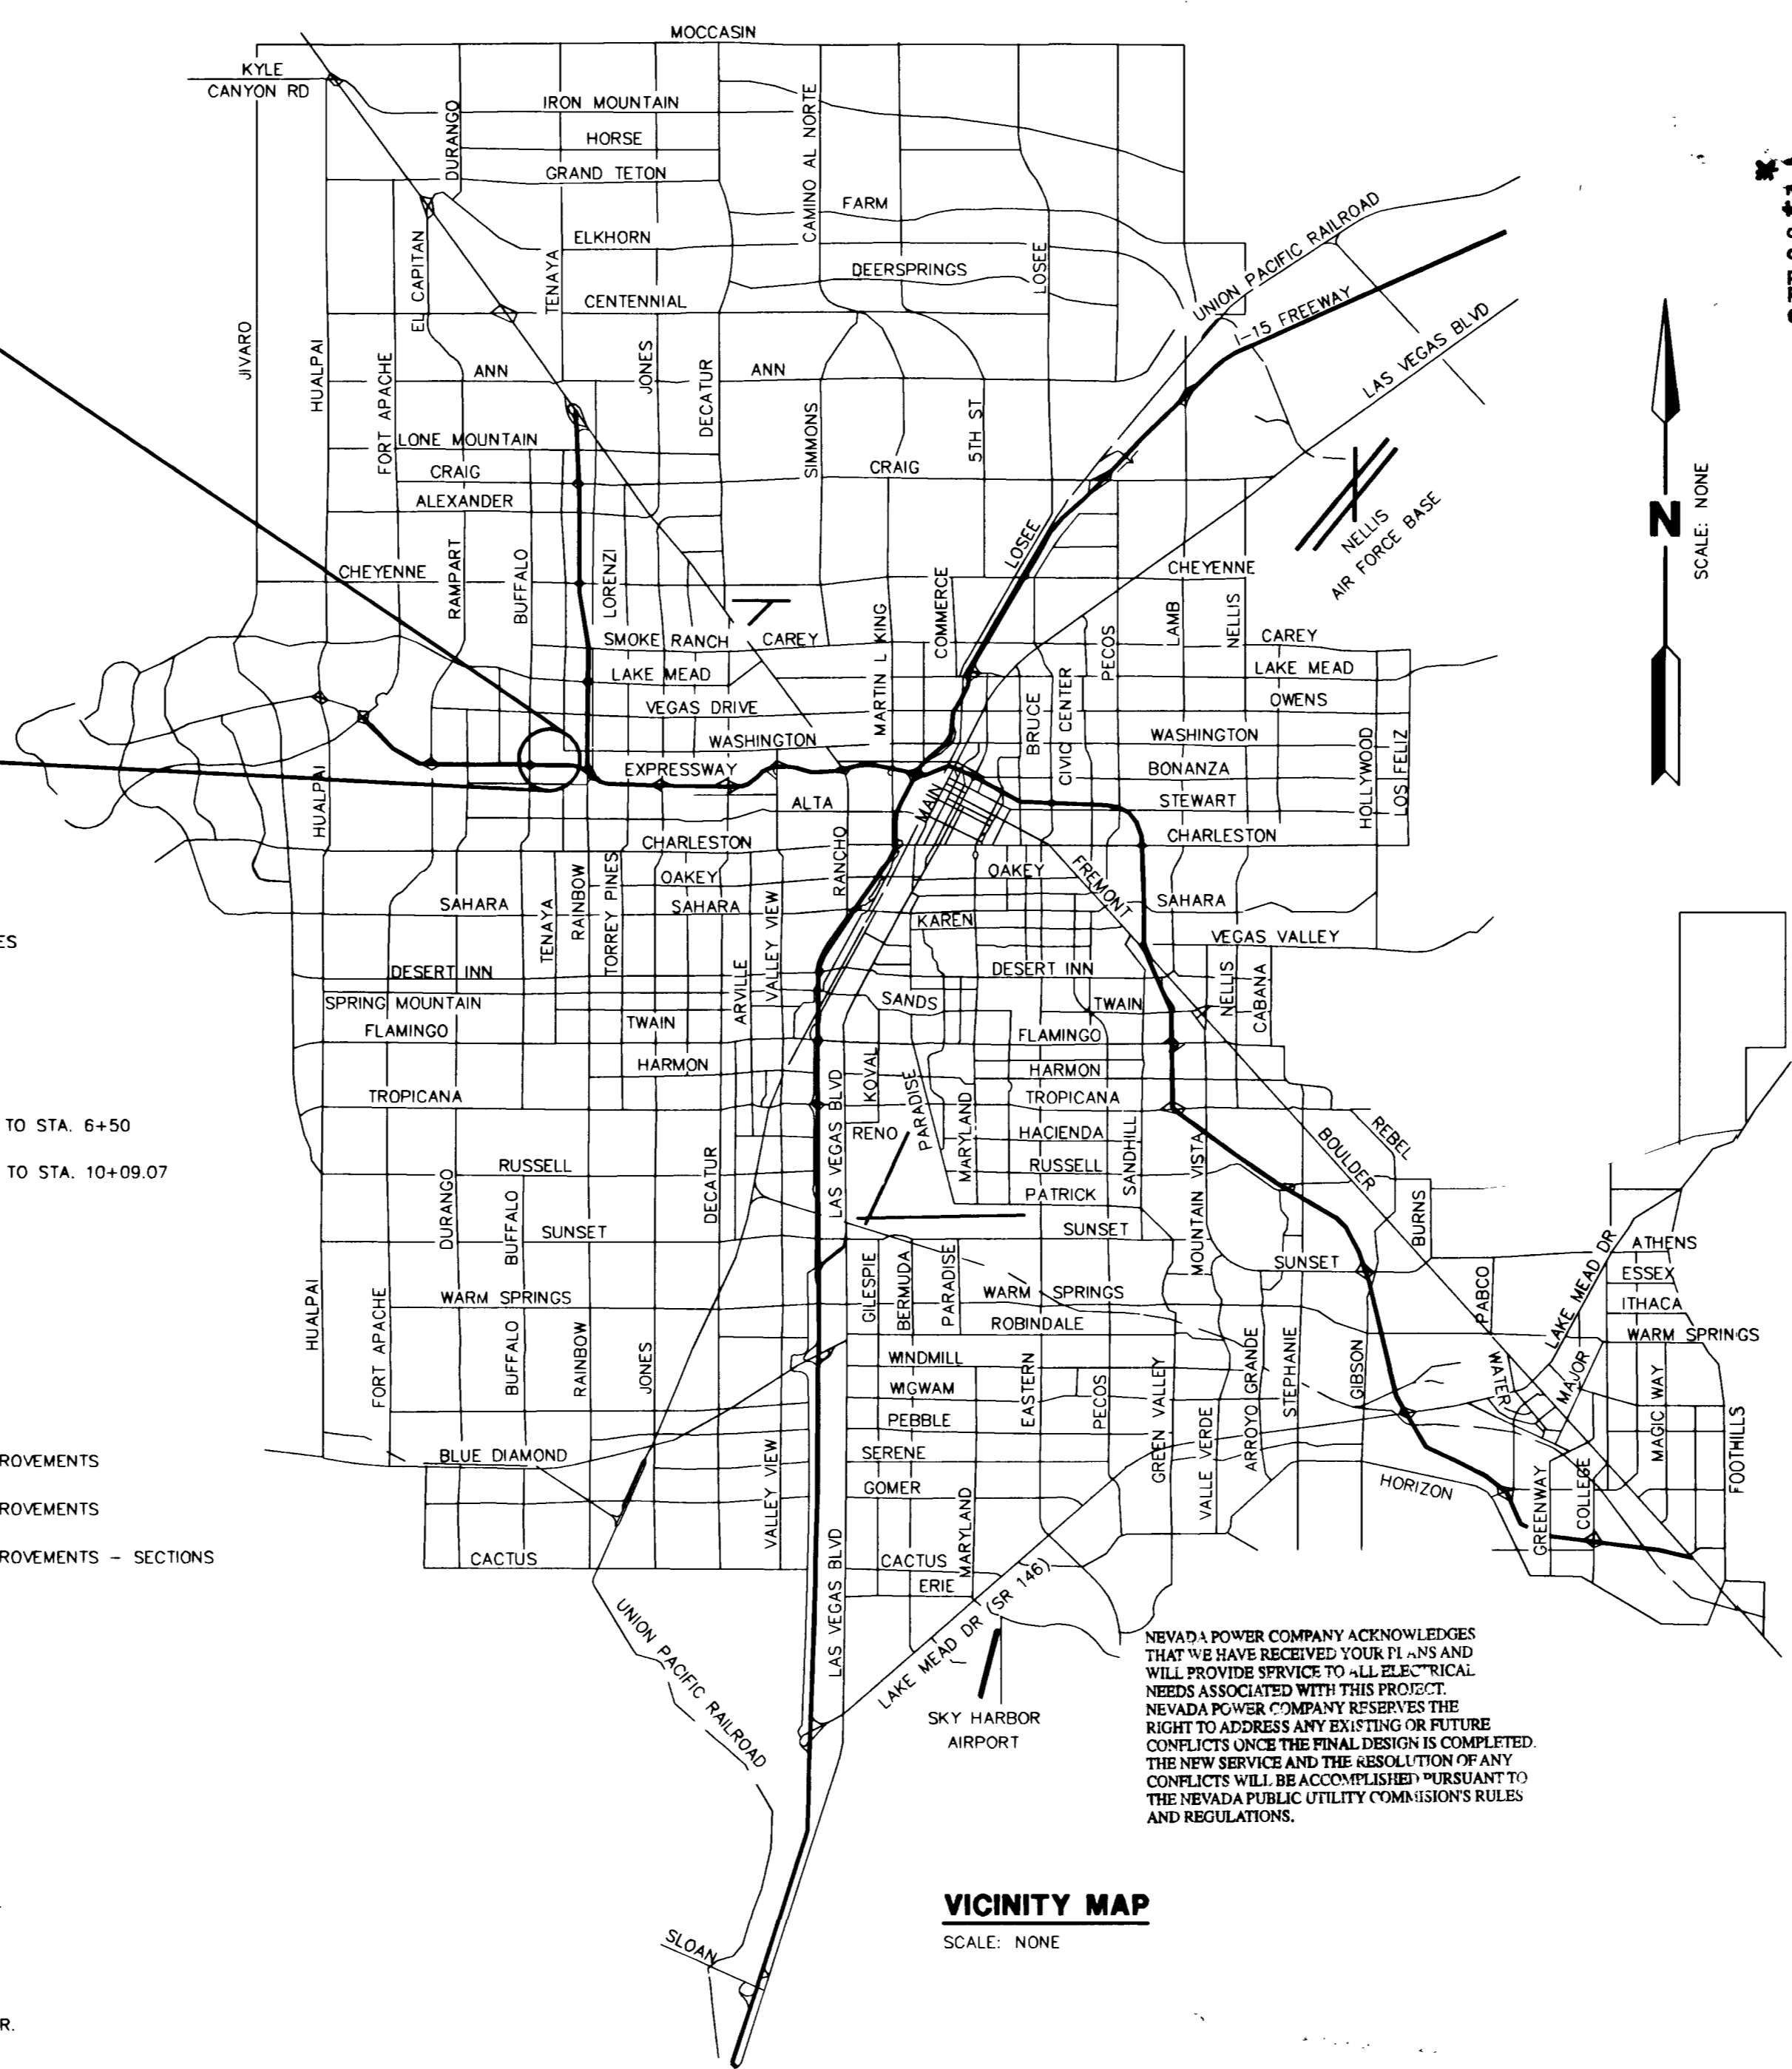 MOCCASIN
KYLE
CANYON RD
DURANGO
IRON MOUNTAIN
CAMINO AL NORTE
HORSE
GRAND TETON
FARM
UNION PACIFIC RAILROAD
EL CAPITAN
TENAYA
ELKHORN
LOSEE
DEERSPRINGS
CENTENNIAL
I-15 FREEWAY
LAS VEGAS BLVD
JIVARO
HUALPAI
FORT APACHE
ANN
JONES
DECATUR
ANN
SIMMONS
5TH ST
LONE MOUNTAIN
CRAIG
CRAIG
ALEXANDER
NELLIS
AIR FORCE BASE
N
SCALE: NONE
LOSEE
CHEYENNE
RAMPART
BUFFALO
LORENZI
COMMERCE
CHEYENNE
LAMB
NELLIS
PECOS
SMOKE RANCH
CAREY
MARTIN L KING
CAREY
LAKE MEAD
LAKE MEAD
CIVIC CENTER
VEGAS DRIVE
BRUCE
OWENS
WASHINGTON
WASHINGTON
HOLLYWOOD
LOS FELIZ
EXPRESSWAY
BONANZA
HUALPAI
ALTA
MAIN
STEWART
CHARLESTON
RANCHO
CHARLESTON
OAKEY
OAKEY
FREMONT
SAHARA
TENAYA
RAINBOW
TORREY PINES
SAHARA
VALLEY VIEW
KAREN
SAHARA
ES
VEGAS VALLEY
DESERT INN
ARVILLE
DESERT INN
NELLIS
CABANA
SPRING MOUNTAIN
SANDS
TWAIN
FLAMINGO
TWAIN
FLAMINGO
HARMON
KOVAL
HARMON
TROPICANA
LAS VEGAS BLVD
PARADISE
MARYLAND
TROPICANA
TO STA. 6+50
RENO
HACIENDA
SANDHILL
MOUNTAIN VISTA
BOULDER
REBEL
TO STA. 10+09.07
RUSSELL
DECATUR
RUSSELL
DURANGO
BUFFALO
PATRICK
BURNS
SUNSET
SUNSET
SUNSET
ATHENS
HUALPAI
FORT APACHE
WARM SPRINGS
GILESPIE
BERMUDA
PARADISE
WARM SPRINGS
PABCO
LAKE MEAD DR
ESSEX
ITHACA
BUFFALO
RAINBOW
JONES
ROBINDALE
WARM SPRINGS
WINDMILL
EASTERN
PECOS
GREEN VALLEY
ARROYO GRANDE
STEPHANIE
GIBSON
WATER
MAJOR
MAGIC WAY
WIGWAM
PEBBLE
VALLE VERDE
FOOTHILLS
ROVEMENTS
BLUE DIAMOND
VALLEY VIEW
SERENE
GOMER
HORIZON
GREENWAY
COLLEGE
ROVEMENTS
MARYLAND
ROVEMENTS - SECTIONS
CACTUS
LAS VEGAS BLVD
CACTUS
ERIE
UNION PACIFIC RAILROAD
LAKE MEAD DR (SR 146)
SKY HARBOR
AIRPORT
NEVADA POWER COMPANY ACKNOWLEDGES
THAT WE HAVE RECEIVED YOUR PLANS AND
WILL PROVIDE SERVICE TO ALL ELECTRICAL
NEEDS ASSOCIATED WITH THIS PROJECT.
NEVADA POWER COMPANY RESERVES THE
RIGHT TO ADDRESS ANY EXISTING OR FUTURE
CONFLICTS ONCE THE FINAL DESIGN IS COMPLETED.
THE NEW SERVICE AND THE RESOLUTION OF ANY
CONFLICTS WILL BE ACCOMPLISHED PURSUANT TO
THE NEVADA PUBLIC UTILITY COMMISION'S RULES
AND REGULATIONS.
VICINITY MAP
SCALE: NONE
SLOAN
R.